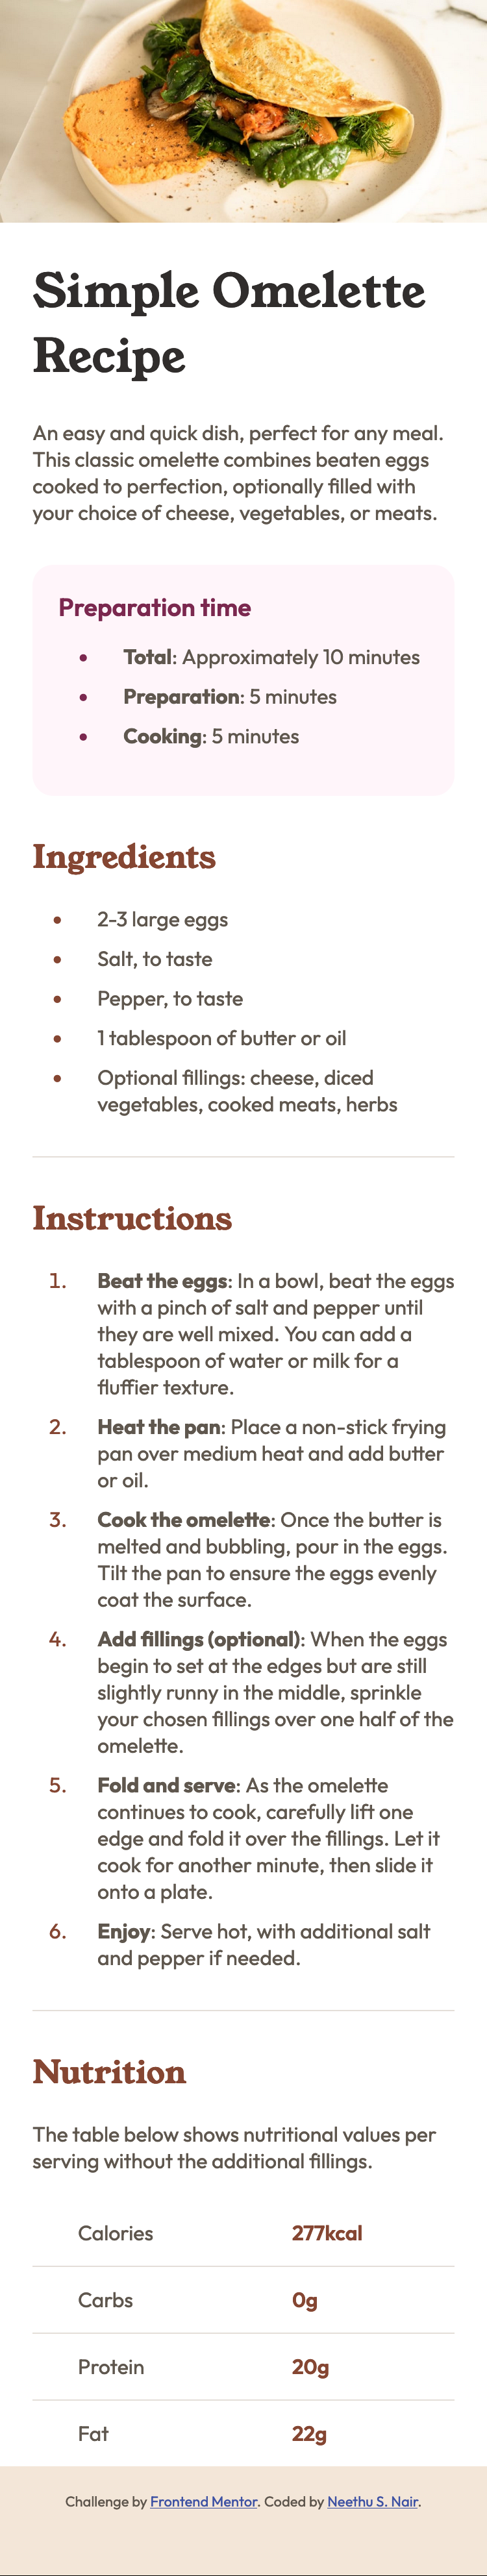 Simple Omelette
Recipe
An easy and quick dish, perfect for any meal.
This classic omelette combines beaten eggs
cooked to perfection, optionally filled with
your choice of cheese, vegetables, or meats.
Preparation time
• Total: Approximately 10 minutes
• Preparation: 5 minutes
• Cooking: 5 minutes
Ingredients
• 2-3 large eggs
• Salt, to taste
• Pepper, to taste
• 1 tablespoon of butter or oil
• Optional fillings: cheese, diced
vegetables, cooked meats, herbs
Instructions
1. Beat the eggs: In a bowl, beat the eggs
with a pinch of salt and pepper until
they are well mixed. You can add a
tablespoon of water or milk for a
fluffier texture.
2. Heat the pan: Place a non-stick frying
pan over medium heat and add butter
or oil.
3. Cook the omelette: Once the butter is
melted and bubbling, pour in the eggs.
Tilt the pan to ensure the eggs evenly
coat the surface.
4. Add fillings (optional): When the eggs
begin to set at the edges but are still
slightly runny in the middle, sprinkle
your chosen fillings over one half of the
omelette.
5. Fold and serve: As the omelette
continues to cook, carefully lift one
edge and fold it over the fillings. Let it
cook for another minute, then slide it
onto a plate.
6. Enjoy: Serve hot, with additional salt
and pepper if needed.
Nutrition
The table below shows nutritional values per
serving without the additional fillings.
Calories 277kcal
Carbs 0g
Protein 20g
Fat 22g
Challenge by Frontend Mentor. Coded by Neethu S. Nair.